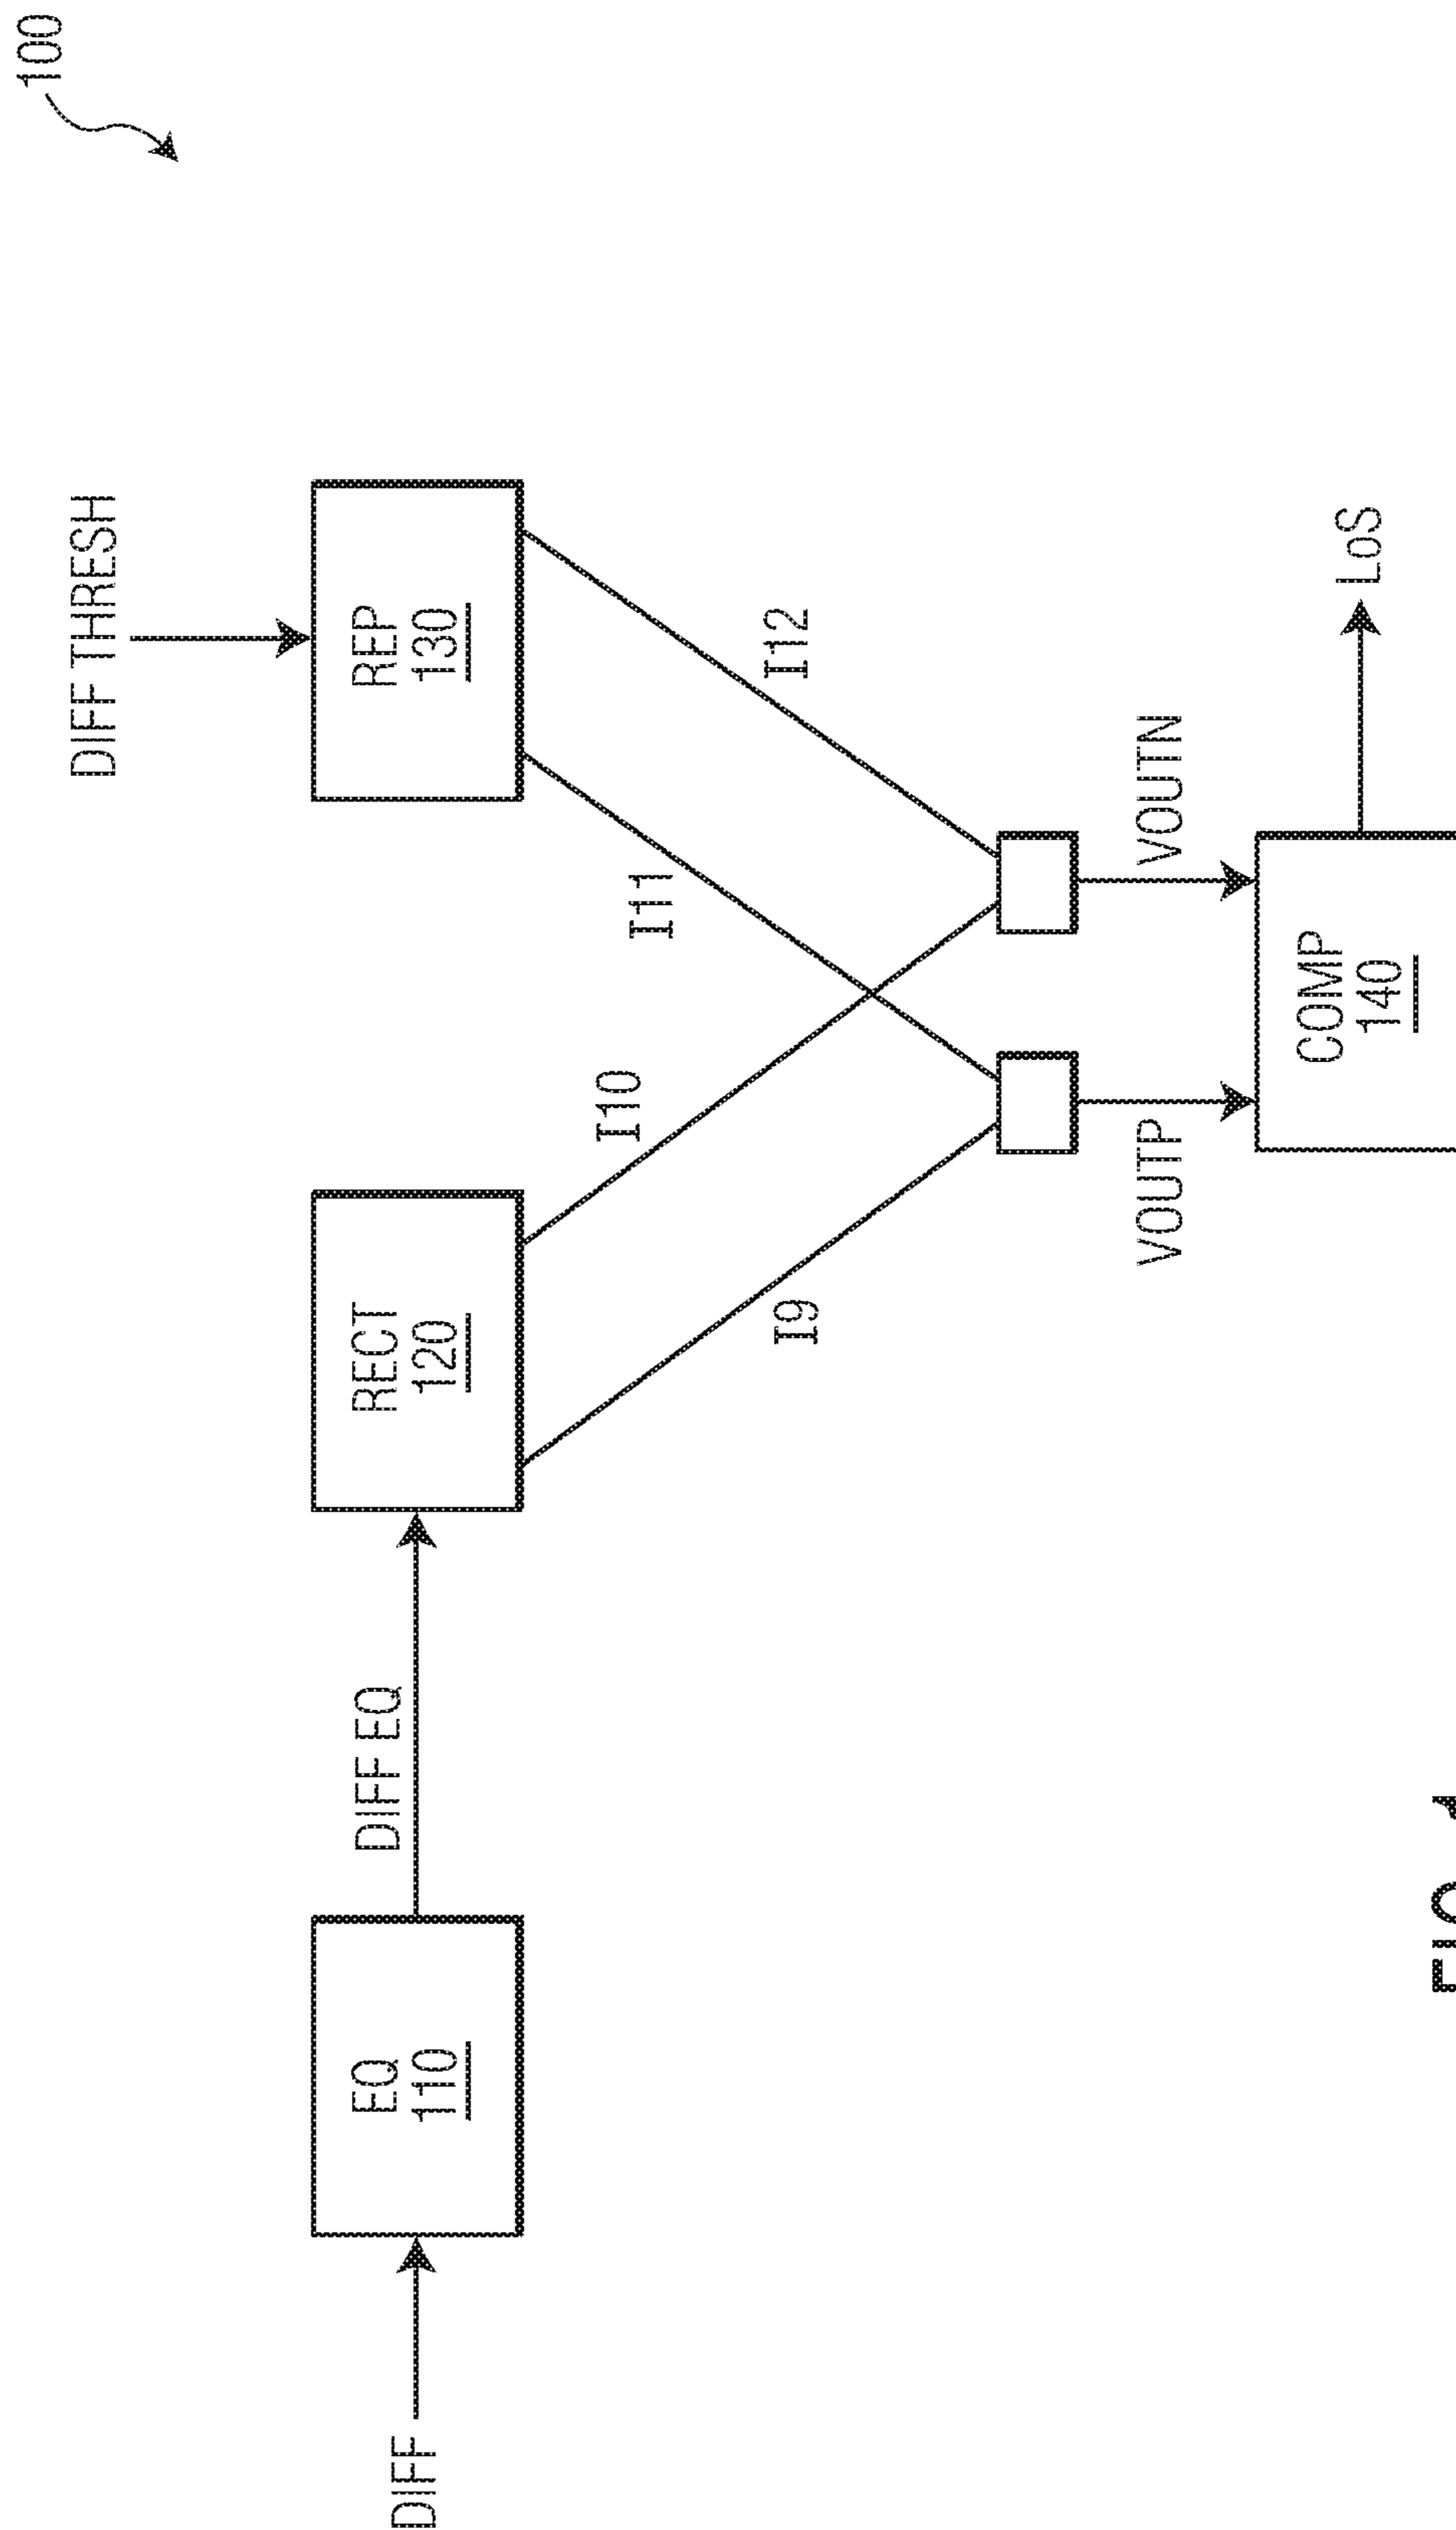 100
DIFF THRESH
DIFF
EQ
110
DIFF EQ
RECT
120
REP
130
I9
I10
I11
I12
VOUTP
VOUTN
COMP
140
LoS